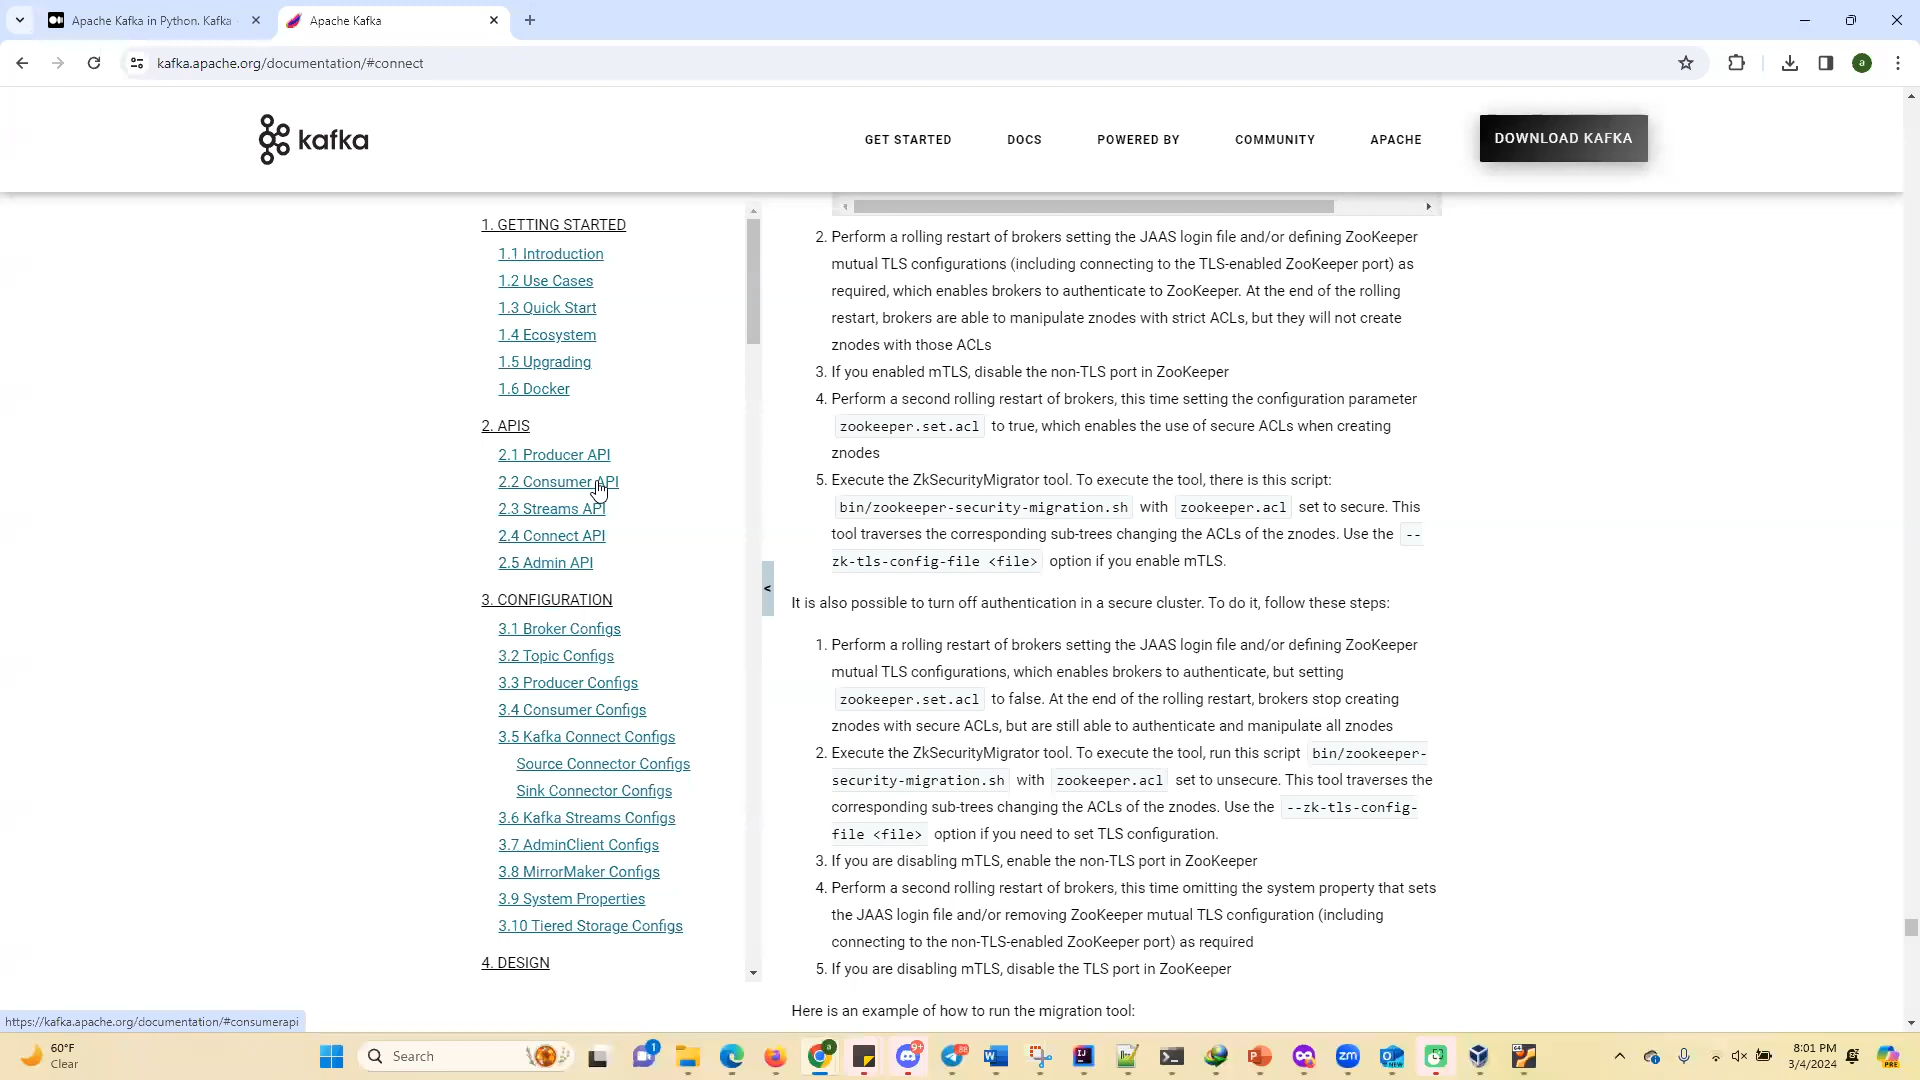 Apache Kafka in Python. Kafka
Apache Kafka
kafka.apache.org/documentation/#connect
a
kafka
GET STARTED
DOCS
POWERED BY
COMMUNITY
APACHE
DOWNLOAD KAFKA
1. GETTING STARTED
1.1 Introduction
1.2 Use Cases
1.3 Quick Start
1.4 Ecosystem
1.5 Upgrading
1.6 Docker
2. APIS
2.1 Producer API
2.2 Consumer API
2.3 Streams API
2.4 Connect API
2.5 Admin API
3. CONFIGURATION
3.1 Broker Configs
3.2 Topic Configs
3.3 Producer Configs
3.4 Consumer Configs
3.5 Kafka Connect Configs
Source Connector Configs
Sink Connector Configs
3.6 Kafka Streams Configs
3.7 AdminClient Configs
3.8 MirrorMaker Configs
3.9 System Properties
3.10 Tiered Storage Configs
4. DESIGN
<
2. Perform a rolling restart of brokers setting the JAAS login file and/or defining ZooKeeper
mutual TLS configurations (including connecting to the TLS-enabled ZooKeeper port) as
required, which enables brokers to authenticate to ZooKeeper. At the end of the rolling
restart, brokers are able to manipulate znodes with strict ACLs, but they will not create
znodes with those ACLs
3. If you enabled mTLS, disable the non-TLS port in ZooKeeper
4. Perform a second rolling restart of brokers, this time setting the configuration parameter
zookeeper.set.acl to true, which enables the use of secure ACLs when creating
znodes
5. Execute the ZkSecurityMigrator tool. To execute the tool, there is this script:
bin/zookeeper-security-migration.sh with zookeeper.acl set to secure. This
tool traverses the corresponding sub-trees changing the ACLs of the znodes. Use the --
zk-tls-config-file <file> option if you enable mTLS.
It is also possible to turn off authentication in a secure cluster. To do it, follow these steps:
1. Perform a rolling restart of brokers setting the JAAS login file and/or defining ZooKeeper
mutual TLS configurations, which enables brokers to authenticate, but setting
zookeeper.set.acl to false. At the end of the rolling restart, brokers stop creating
znodes with secure ACLs, but are still able to authenticate and manipulate all znodes
2. Execute the ZkSecurityMigrator tool. To execute the tool, run this script bin/zookeeper-
security-migration.sh with zookeeper.acl set to unsecure. This tool traverses the
corresponding sub-trees changing the ACLs of the znodes. Use the --zk-tls-config-
file <file> option if you need to set TLS configuration.
3. If you are disabling mTLS, enable the non-TLS port in ZooKeeper
4. Perform a second rolling restart of brokers, this time omitting the system property that sets
the JAAS login file and/or removing ZooKeeper mutual TLS configuration (including
connecting to the non-TLS-enabled ZooKeeper port) as required
5. If you are disabling mTLS, disable the TLS port in ZooKeeper
Here is an example of how to run the migration tool:
https://kafka.apache.org/documentation/#consumerapi
60°F
Clear
Search
1
a
9+
88
zm
NEW
8:01 PM
3/4/2024
PRE